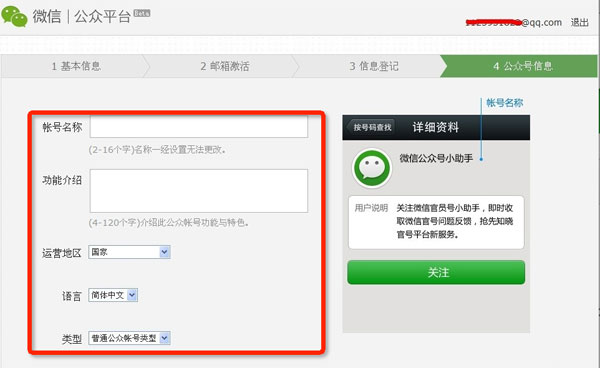 微信 | 公众平台 Beta
@qq.com 退出
1 基本信息 2 邮箱激活 3 信息登记 4 公众号信息
帐号名称
(2-16个字)名称一经设置无法更改。
功能介绍
(4-120个字)介绍此公众帐号功能与特色。
运营地区 国家
语言 简体中文
类型 普通公众帐号类型
帐号名称
按号码查找 详细资料
微信公众号小助手
用户说明 关注微信官员号小助手，即时收
取微信官号问题反馈，抢先知晓
官号平台新服务。
关注